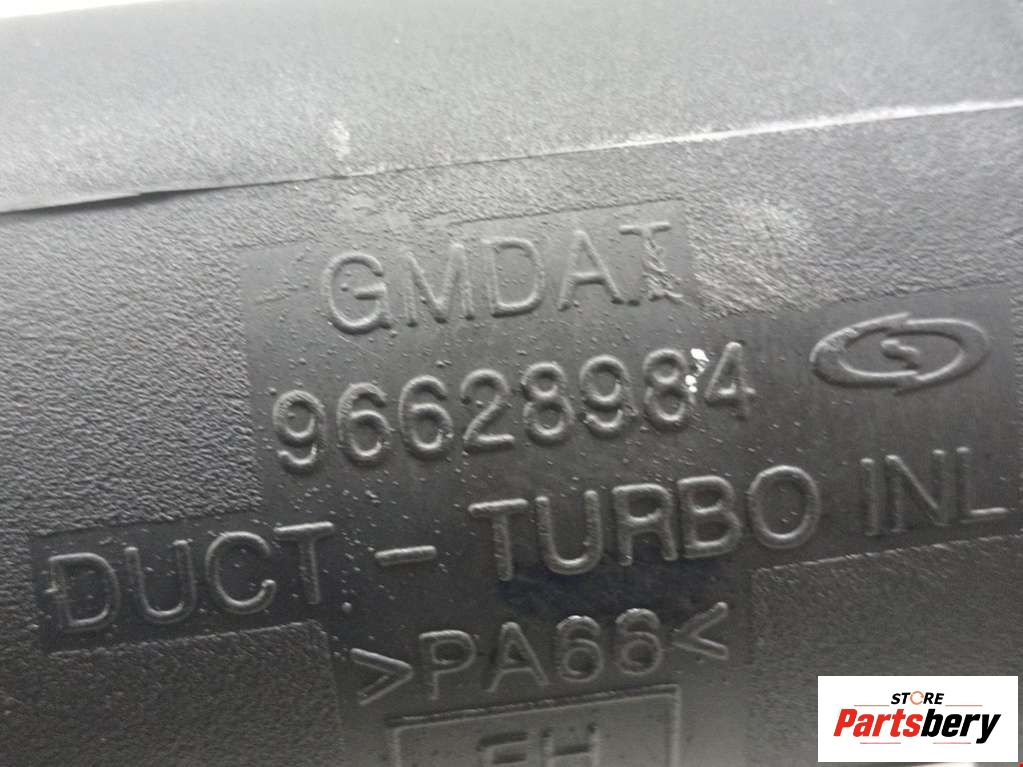 GMDAT
96628984
DUCT - TURBO INL
>PA66<
STORE
Partsbery